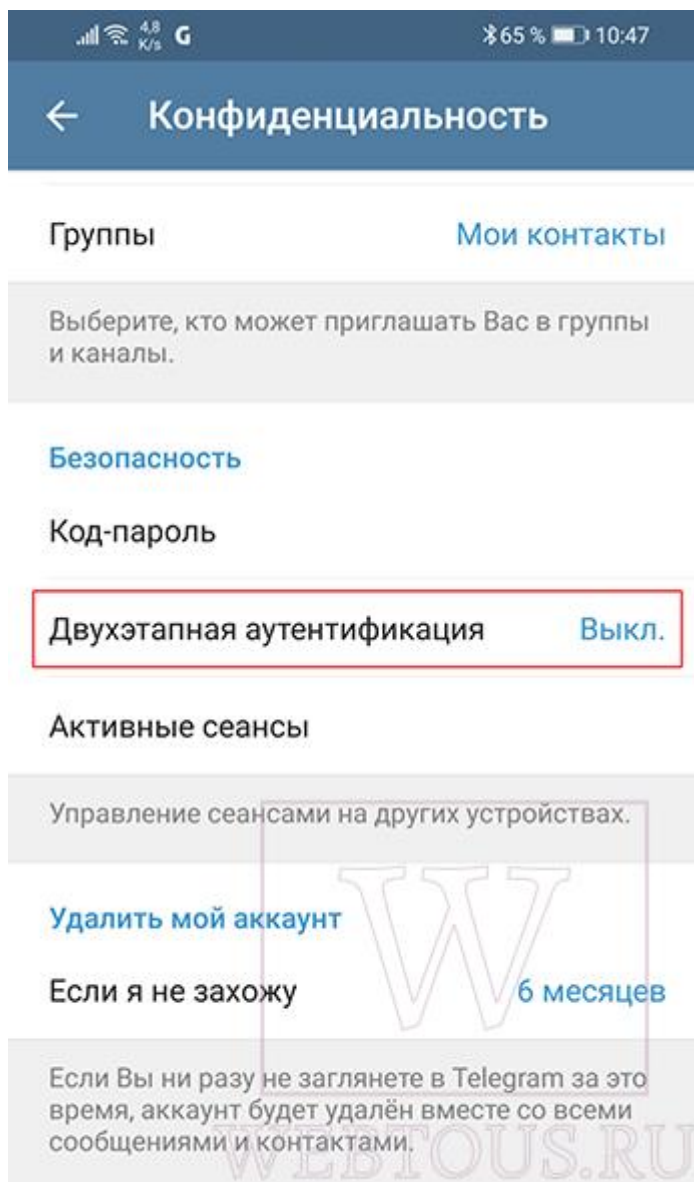 4,8 K/s G 65 % 10:47
Конфиденциальность
Группы Мои контакты
Выберите, кто может приглашать Вас в группы
и каналы.
Безопасность
Код-пароль
Двухэтапная аутентификация Выкл.
Активные сеансы
Управление сеансами на других устройствах.
Удалить мой аккаунт
Если я не захожу 6 месяцев
Если Вы ни разу не заглянете в Telegram за это
время, аккаунт будет удалён вместе со всеми
сообщениями и контактами.
W
WEBTOUS.RU